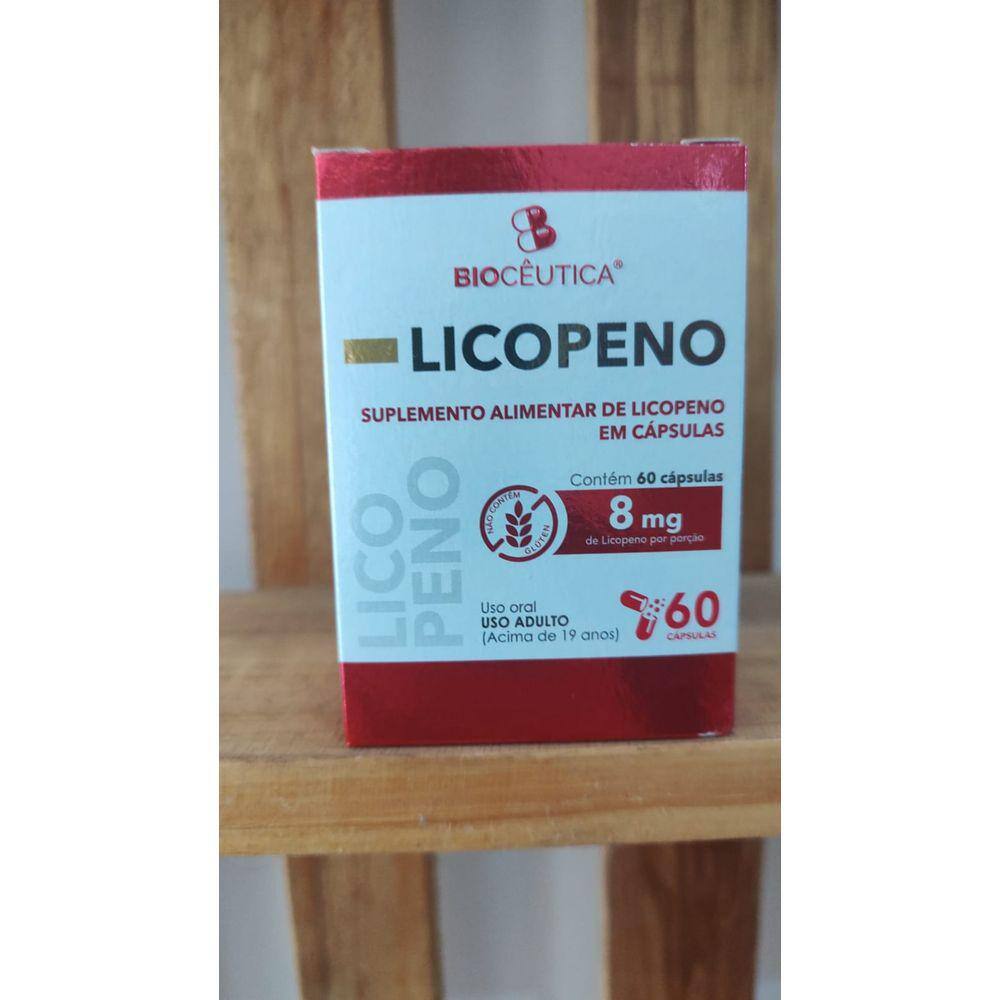 BIOCÊUTICA®
LICOPENO
SUPLEMENTO ALIMENTAR DE LICOPENO
EM CÁPSULAS
LICO
PENO
Contém 60 cápsulas
NÃO CONTÉM
GLÚTEN
8 mg
de Licopeno por porção
Uso oral
USO ADULTO
(Acima de 19 anos)
60
CÁPSULAS